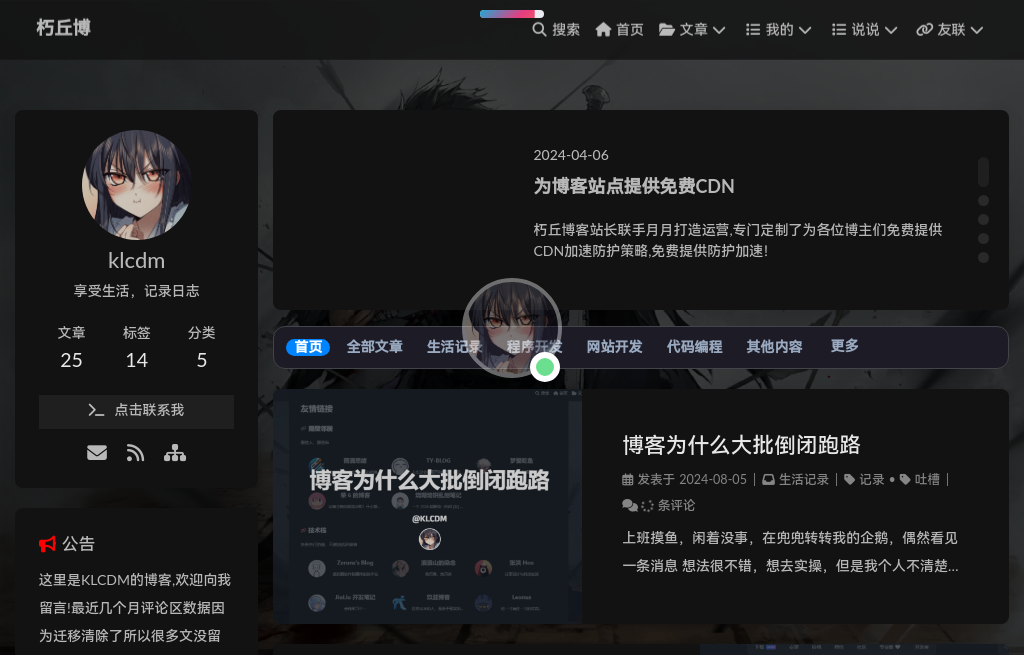 朽丘博
搜索 首页 文章 我的 说说 友联
klcdm
享受生活，记录日志
文章 标签 分类
25 14 5
点击联系我
公告
这里是KLCDM的博客,欢迎向我
留言!最近几个月评论区数据因
为迁移清除了所以很多文没留
2024-04-06
为博客站点提供免费CDN
朽丘博客站长联手月月打造运营,专门定制了为各位博主们免费提供
CDN加速防护策略,免费提供防护加速!
首页 全部文章 生活记录 程序开发 网站开发 代码编程 其他内容 更多
友情链接
博客为什么大批倒闭跑路
@KLCDM
技术栈
博客为什么大批倒闭跑路
发表于 2024-08-05 | 生活记录 | 记录 • 吐槽 |
条评论
上班摸鱼，闲着没事，在兜兜转转我的企鹅，偶然看见
一条消息 想法很不错，想去实操，但是我个人不清楚...